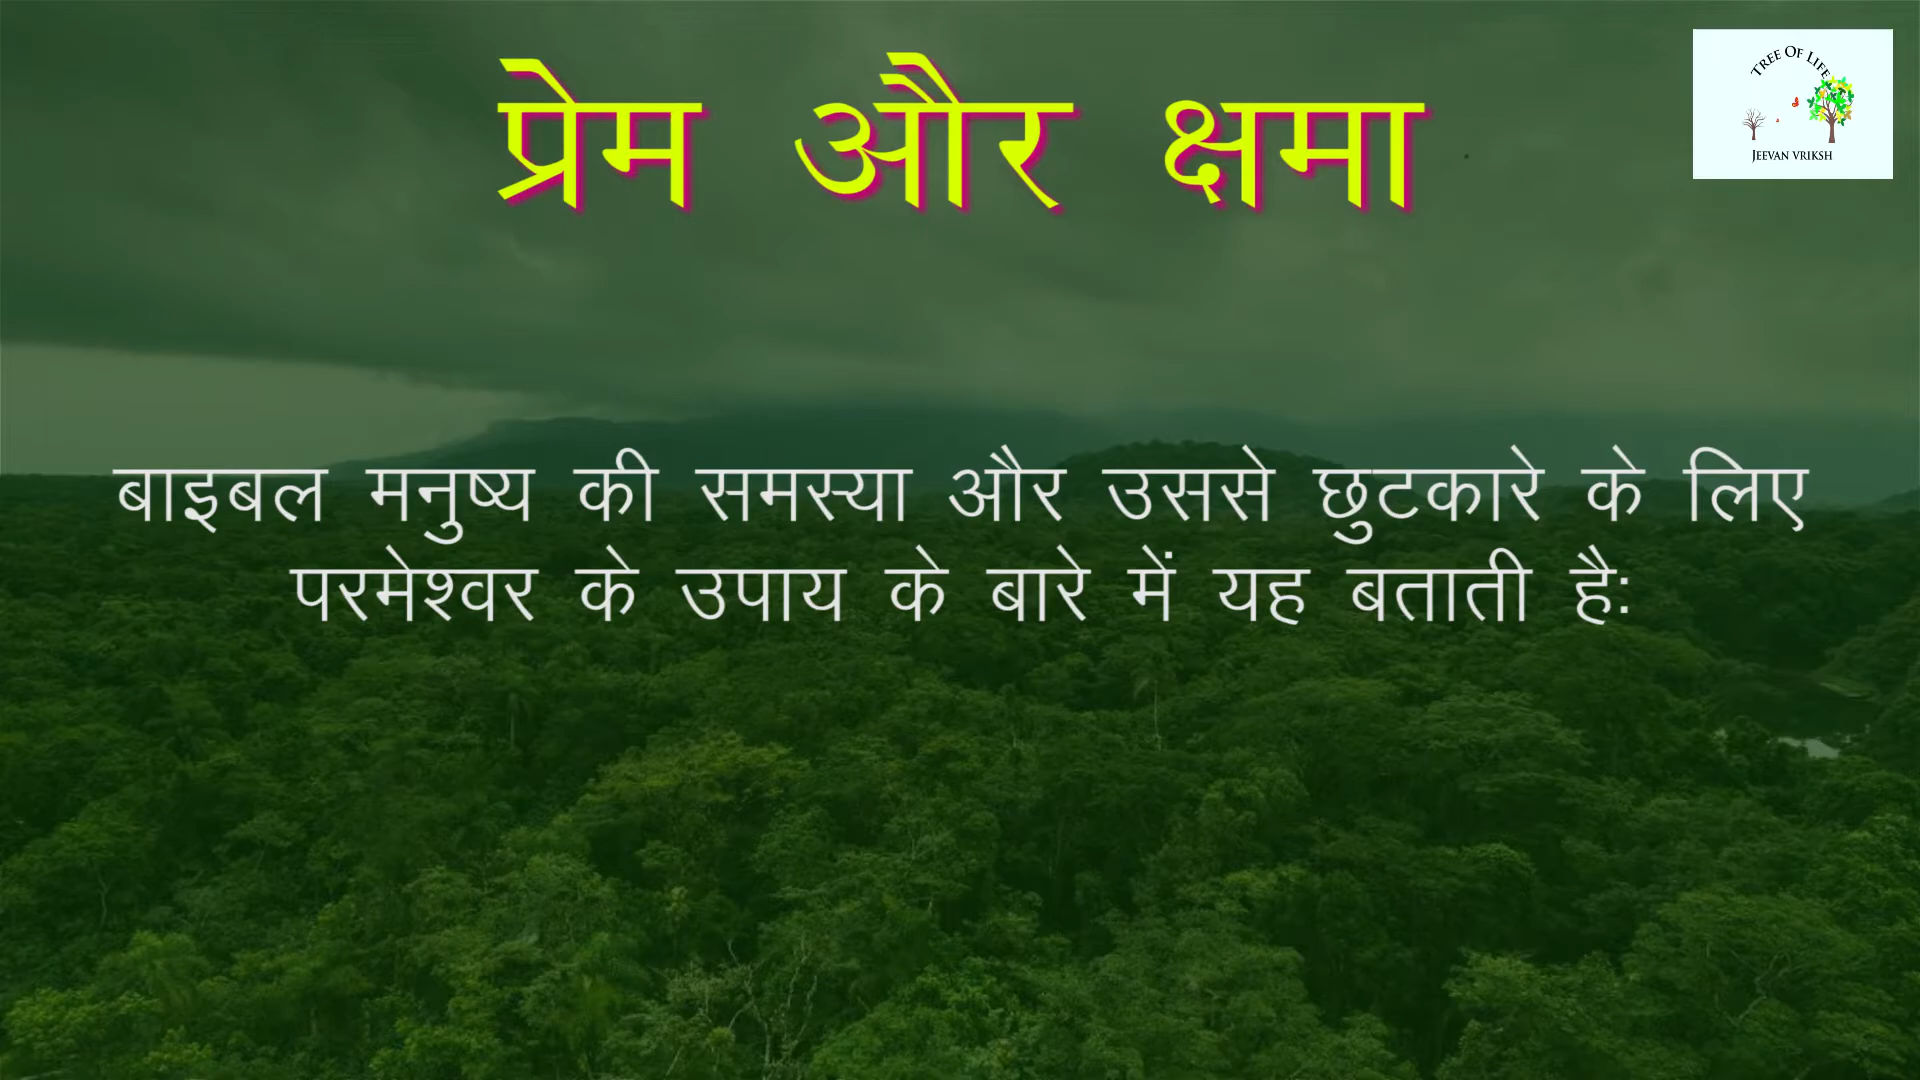 प्रेम और क्षमा
TREE OF LIFE
JEEVAN VRIKSH
बाइबल मनुष्य की समस्या और उससे छुटकारे के लिए
परमेश्वर के उपाय के बारे में यह बताती है: